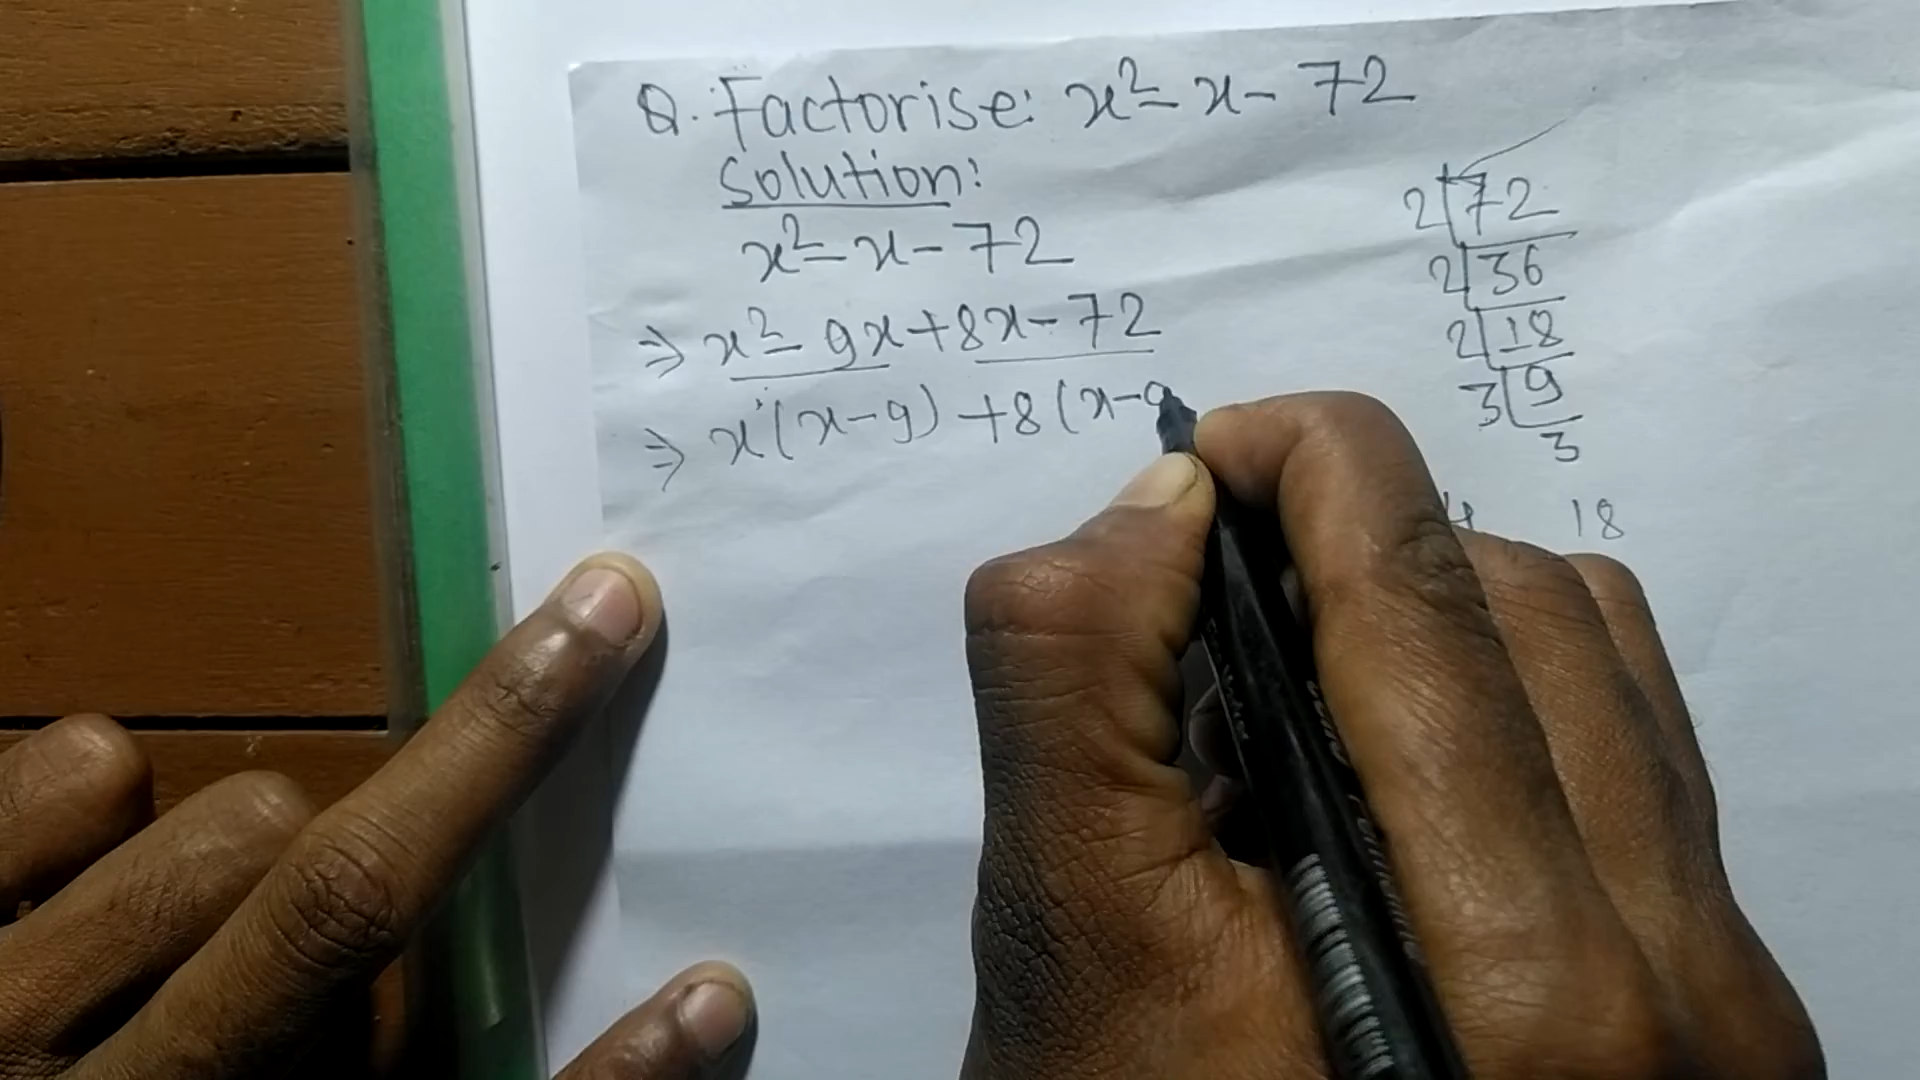 Q. Factorise: x² - x - 72
Solution:
x² - x - 72
⇒ x² - 9x + 8x - 72
⇒ x(x - 9) + 8(x - 9
2 | 72
2 | 36
2 | 18
3 | 9
3
18